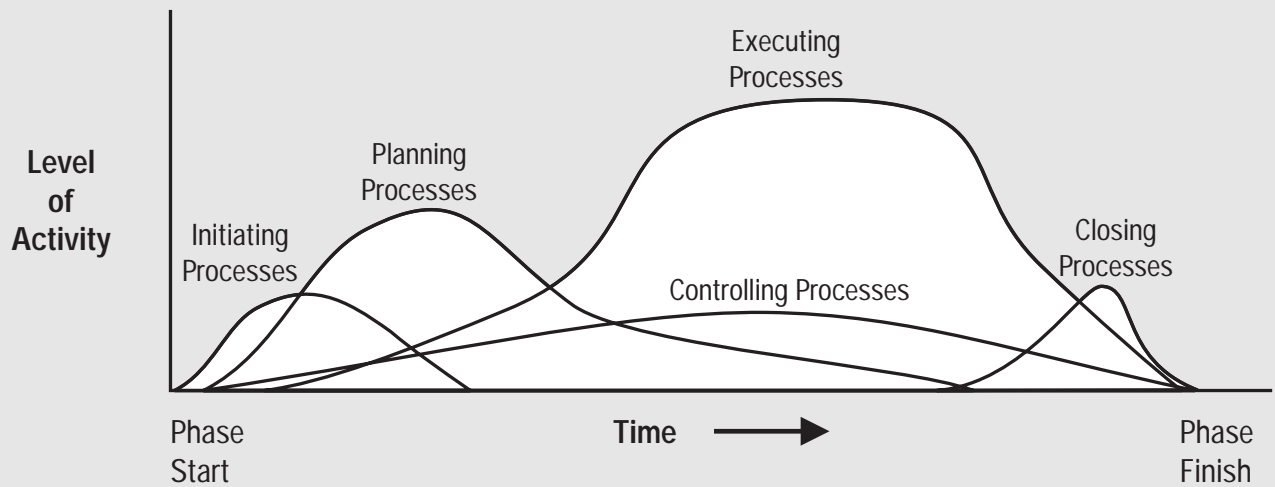 Executing
Processes
Planning
Processes
Level
of
Activity
Initiating
Processes
Closing
Processes
Controlling Processes
Phase
Start
Time
Phase
Finish